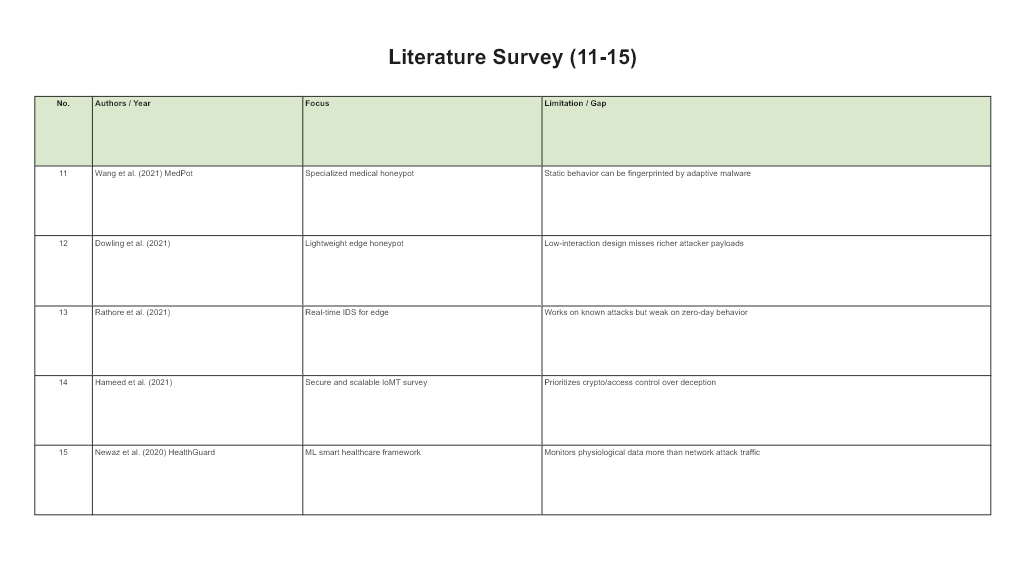 Literature Survey (11-15)
No. Authors / Year Focus Limitation / Gap
11 Wang et al. (2021) MedPot Specialized medical honeypot Static behavior can be fingerprinted by adaptive malware
12 Dowling et al. (2021) Lightweight edge honeypot Low-interaction design misses richer attacker payloads
13 Rathore et al. (2021) Real-time IDS for edge Works on known attacks but weak on zero-day behavior
14 Hameed et al. (2021) Secure and scalable IoMT survey Prioritizes crypto/access control over deception
15 Newaz et al. (2020) HealthGuard ML smart healthcare framework Monitors physiological data more than network attack traffic